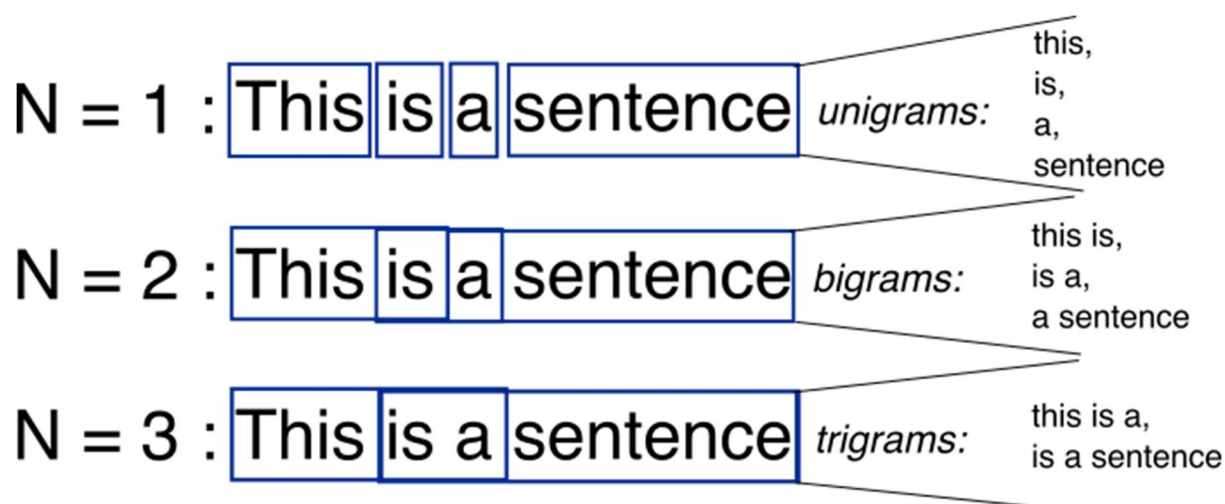 N = 1 : This is a sentence unigrams:
this,
is,
a,
sentence
N = 2 : This is a sentence bigrams:
this is,
is a,
a sentence
N = 3 : This is a sentence trigrams:
this is a,
is a sentence